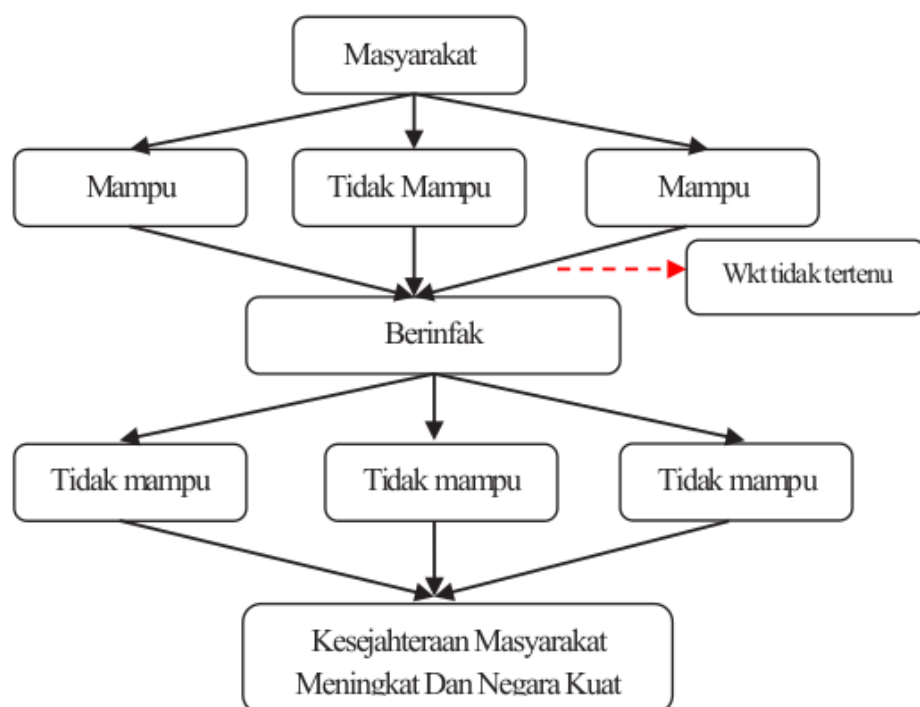 Masyarakat
Mampu
Tidak Mampu
Mampu
Wkt tidak tertenu
Berinfak
Tidak mampu
Tidak mampu
Tidak mampu
Kesejahteraan Masyarakat
Meningkat Dan Negara Kuat